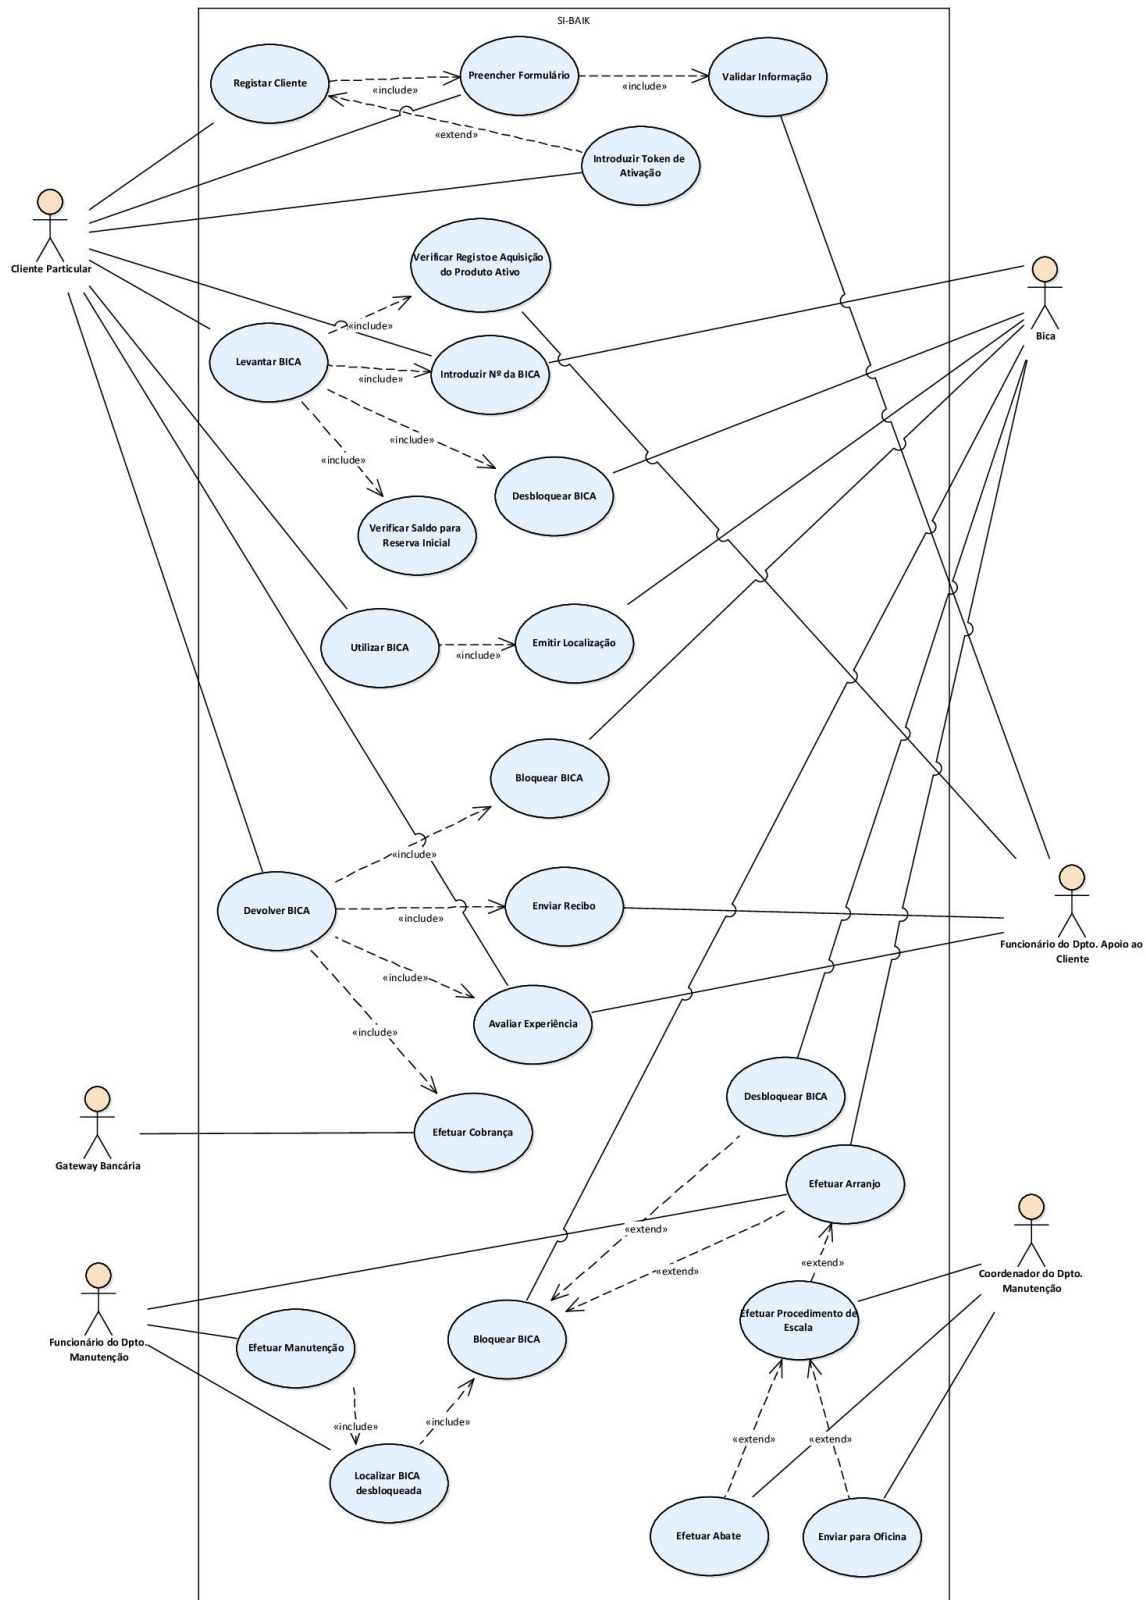 SI-BAIK
Registar Cliente
Preencher Formulário
Validar Informação
«include»
«include»
«extend»
Introduzir Token de
Ativação
Cliente Particular
Verificar Registo e Aquisição
do Produto Ativo
«include»
Bica
Levantar BICA
Introduzir Nº da BICA
«include»
«include»
«include»
Desbloquear BICA
Verificar Saldo para
Reserva Inicial
Utilizar BICA
Emitir Localização
«include»
Bloquear BICA
«include»
Devolver BICA
Enviar Recibo
«include»
Funcionário do Dpto. Apoio ao
Cliente
«include»
Avaliar Experiência
«include»
Desbloquear BICA
Efetuar Cobrança
Gateway Bancária
Efetuar Arranjo
«extend»
«extend»
«extend»
Coordenador do Dpto.
Manutenção
Efetuar Procedimento de
Escala
Bloquear BICA
Funcionário do Dpto.
Manutenção
Efetuar Manutenção
«include»
«include»
«extend»
«extend»
Localizar BICA
desbloqueada
Efetuar Abate
Enviar para Oficina